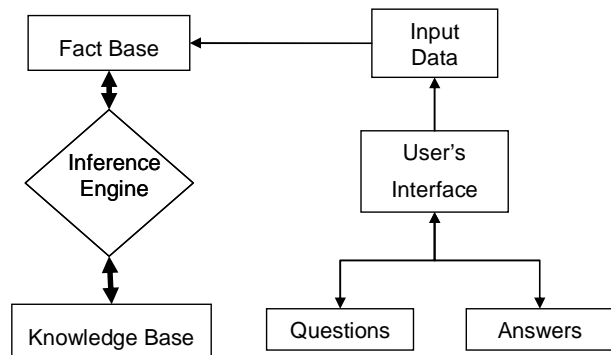 Fact Base
Input
Data
Inference
Engine
User's
Interface
Knowledge Base
Questions
Answers